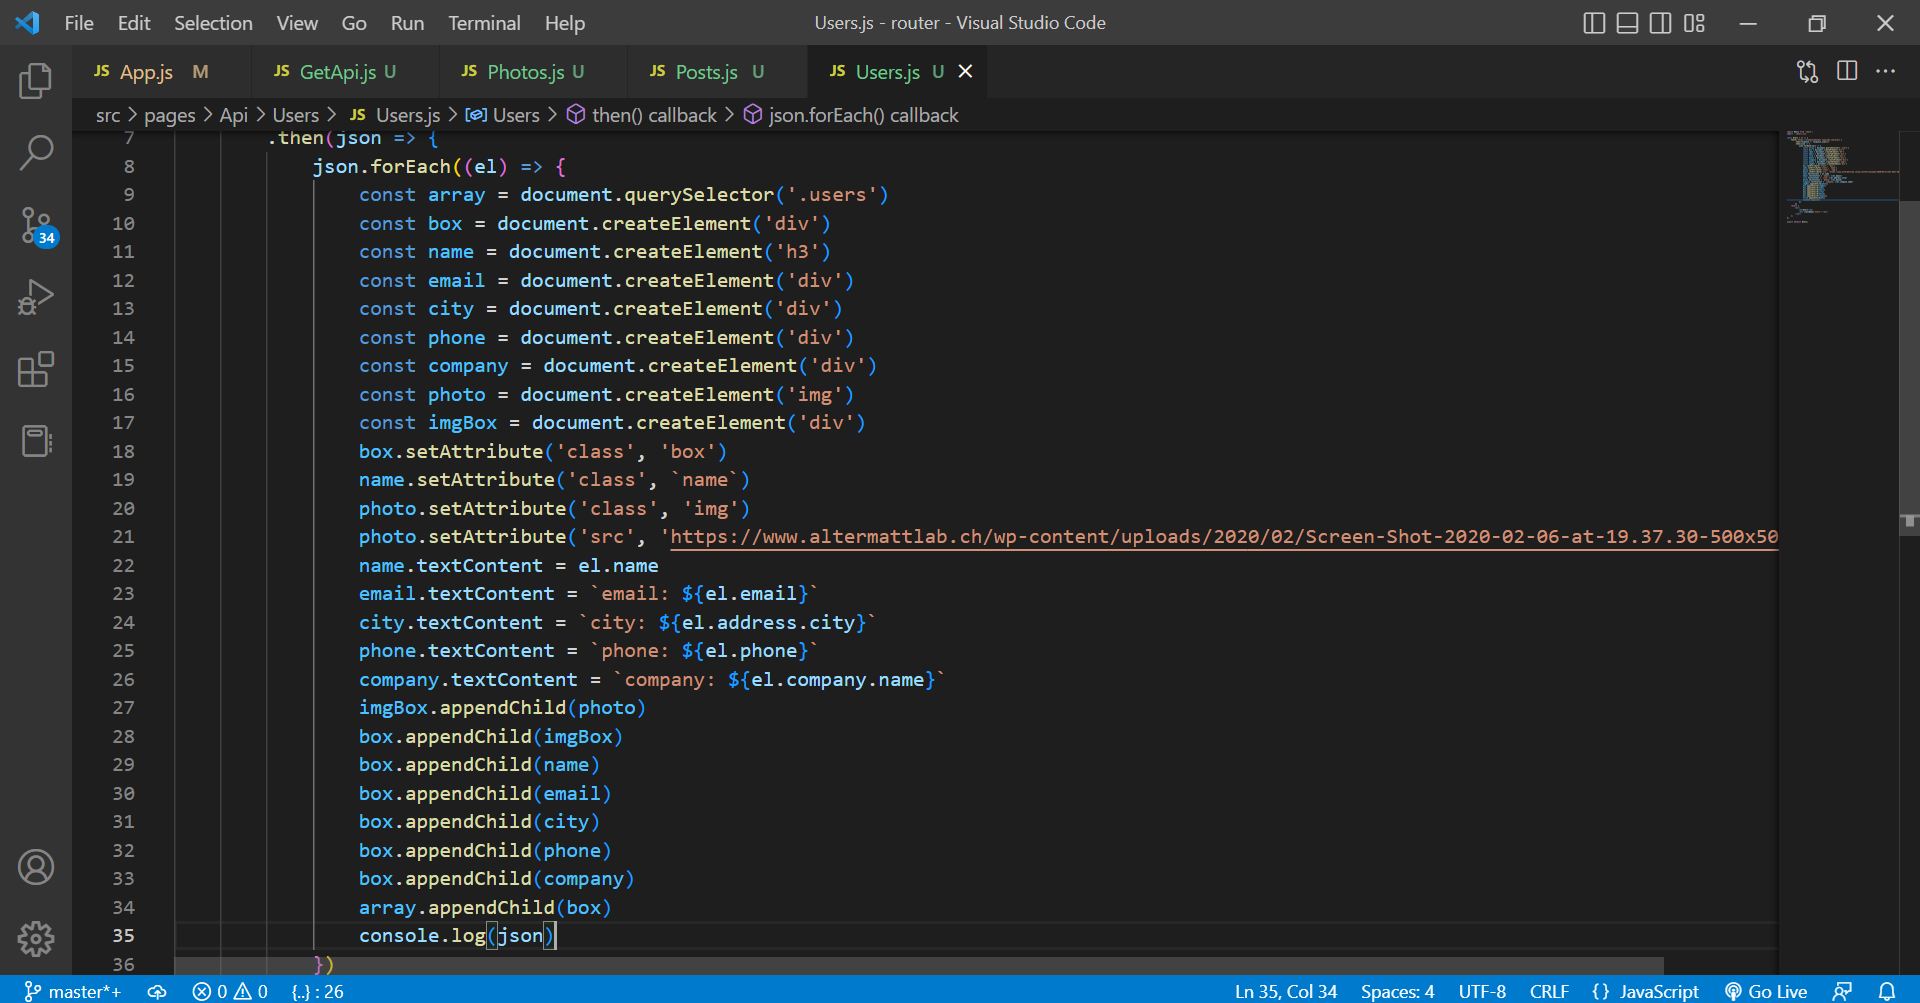 File Edit Selection View Go Run Terminal Help Users.js - router - Visual Studio Code
JS App.js M JS GetApi.js U JS Photos.js U JS Posts.js U JS Users.js U
src > pages > Api > Users > JS Users.js > Users > then() callback > json.forEach() callback
7 .then(json => {
8 json.forEach((el) => {
9 const array = document.querySelector('.users')
10 const box = document.createElement('div')
11 const name = document.createElement('h3')
12 const email = document.createElement('div')
13 const city = document.createElement('div')
14 const phone = document.createElement('div')
15 const company = document.createElement('div')
16 const photo = document.createElement('img')
17 const imgBox = document.createElement('div')
18 box.setAttribute('class', 'box')
19 name.setAttribute('class', `name`)
20 photo.setAttribute('class', 'img')
21 photo.setAttribute('src', 'https://www.altermattlab.ch/wp-content/uploads/2020/02/Screen-Shot-2020-02-06-at-19.37.30-500x50
22 name.textContent = el.name
23 email.textContent = `email: ${el.email}`
24 city.textContent = `city: ${el.address.city}`
25 phone.textContent = `phone: ${el.phone}`
26 company.textContent = `company: ${el.company.name}`
27 imgBox.appendChild(photo)
28 box.appendChild(imgBox)
29 box.appendChild(name)
30 box.appendChild(email)
31 box.appendChild(city)
32 box.appendChild(phone)
33 box.appendChild(company)
34 array.appendChild(box)
35 console.log(json)
36 })
34
master*+ 0 0 {..} : 26 Ln 35, Col 34 Spaces: 4 UTF-8 CRLF {} JavaScript Go Live